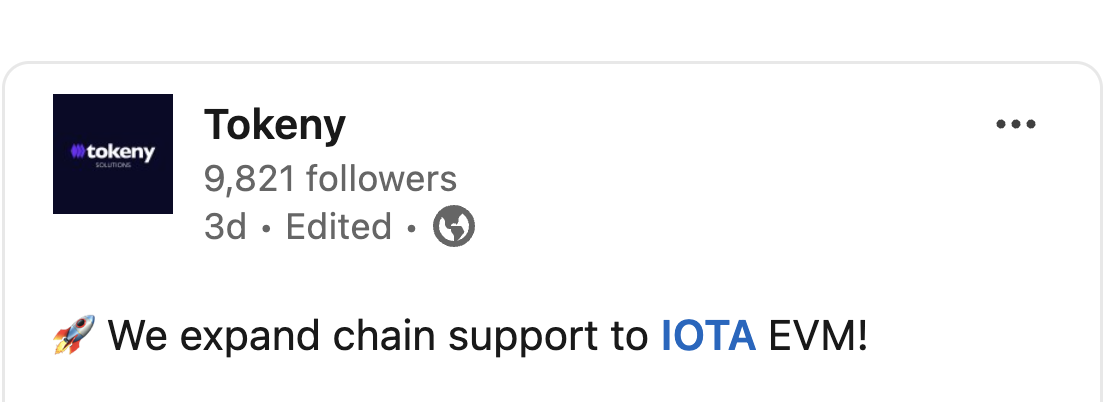 tokeny
SOLUTIONS
Tokeny
9,821 followers
3d • Edited •
🚀 We expand chain support to IOTA EVM!